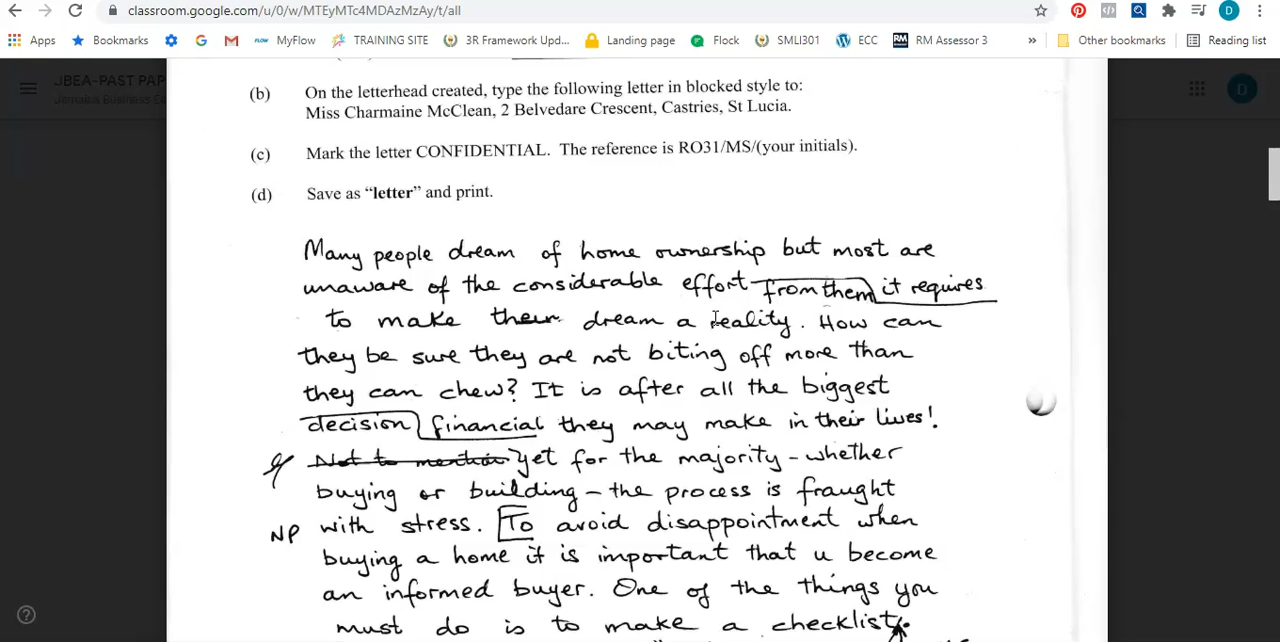 classroom.google.com/u/0/w/MTEyMTc4MDAzMzAy/t/all
Apps Bookmarks MyFlow TRAINING SITE 3R Framework Upd... Landing page Flock SMLI301 ECC RM Assessor 3 » Other bookmarks Reading list
JBEA-PAST PAP
(b) On the letterhead created, type the following letter in blocked style to:
Miss Charmaine McClean, 2 Belvedare Crescent, Castries, St Lucia.
(c) Mark the letter CONFIDENTIAL. The reference is RO31/MS/(your initials).
(d) Save as “letter” and print.
Many people dream of home ownership but most are
unaware of the considerable effort from them it requires
to make their dream a reality. How can
they be sure they are not biting off more than
they can chew? It is after all the biggest
decision financial they may make in their lives!
Not to mention Yet for the majority – whether
buying or building – the process is fraught
NP with stress. [To avoid disappointment when
buying a home it is important that u become
an informed buyer. One of the things you
must do is to make a checklist.